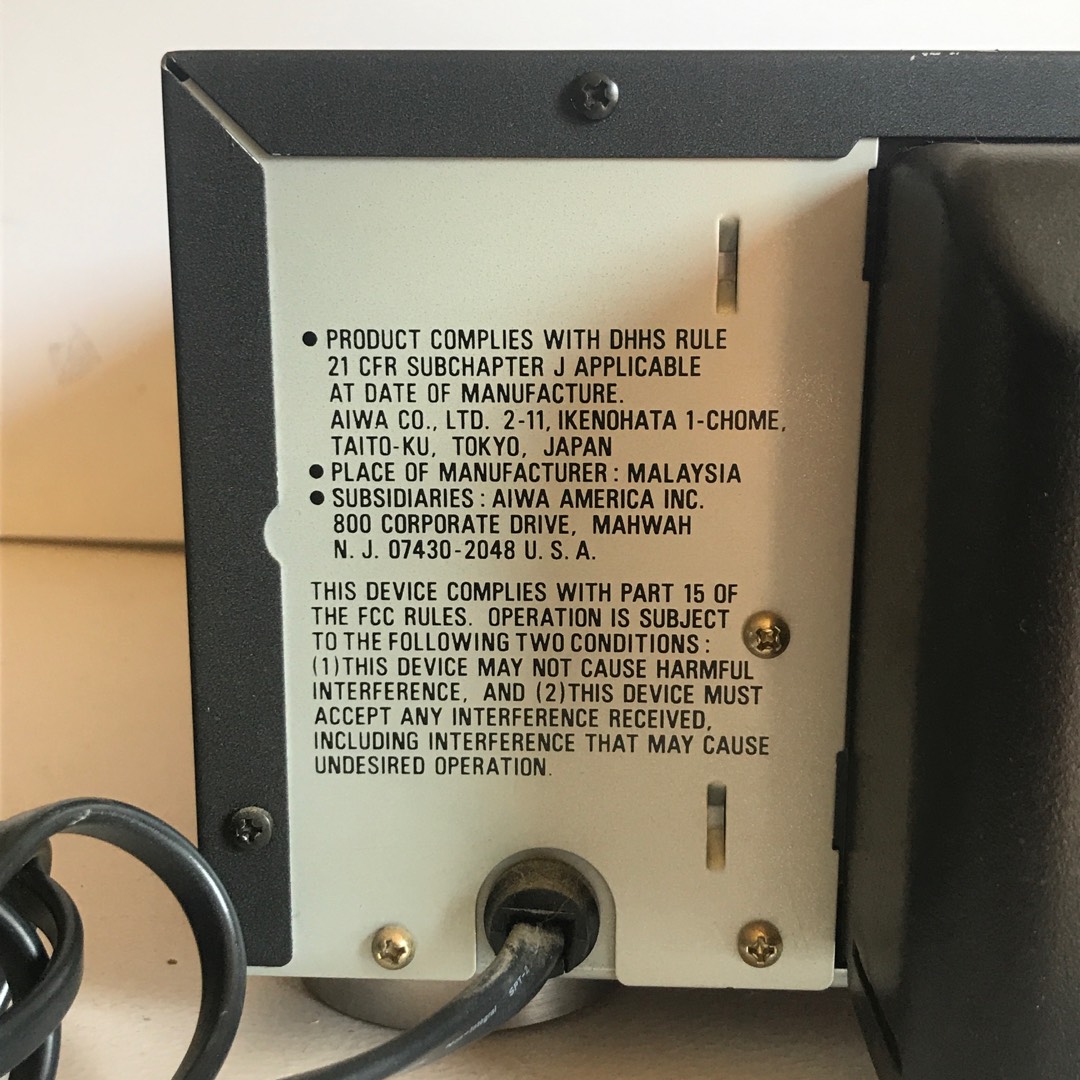 ● PRODUCT COMPLIES WITH DHHS RULE
21 CFR SUBCHAPTER J APPLICABLE
AT DATE OF MANUFACTURE.
AIWA CO., LTD. 2-11, IKENOHATA 1-CHOME,
TAITO-KU, TOKYO, JAPAN
● PLACE OF MANUFACTURER : MALAYSIA
● SUBSIDIARIES : AIWA AMERICA INC.
800 CORPORATE DRIVE, MAHWAH
N. J. 07430-2048 U. S. A.
THIS DEVICE COMPLIES WITH PART 15 OF
THE FCC RULES. OPERATION IS SUBJECT
TO THE FOLLOWING TWO CONDITIONS :
(1) THIS DEVICE MAY NOT CAUSE HARMFUL
INTERFERENCE, AND (2) THIS DEVICE MUST
ACCEPT ANY INTERFERENCE RECEIVED,
INCLUDING INTERFERENCE THAT MAY CAUSE
UNDESIRED OPERATION.
SPT-2